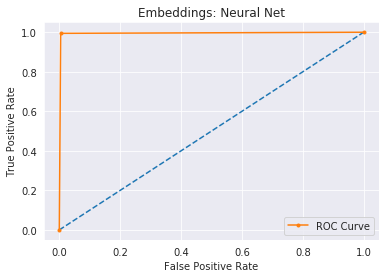 Embeddings: Neural Net
True Positive Rate
1.0
0.8
0.6
0.4
0.2
0.0
ROC Curve
0.0 0.2 0.4 0.6 0.8 1.0
False Positive Rate